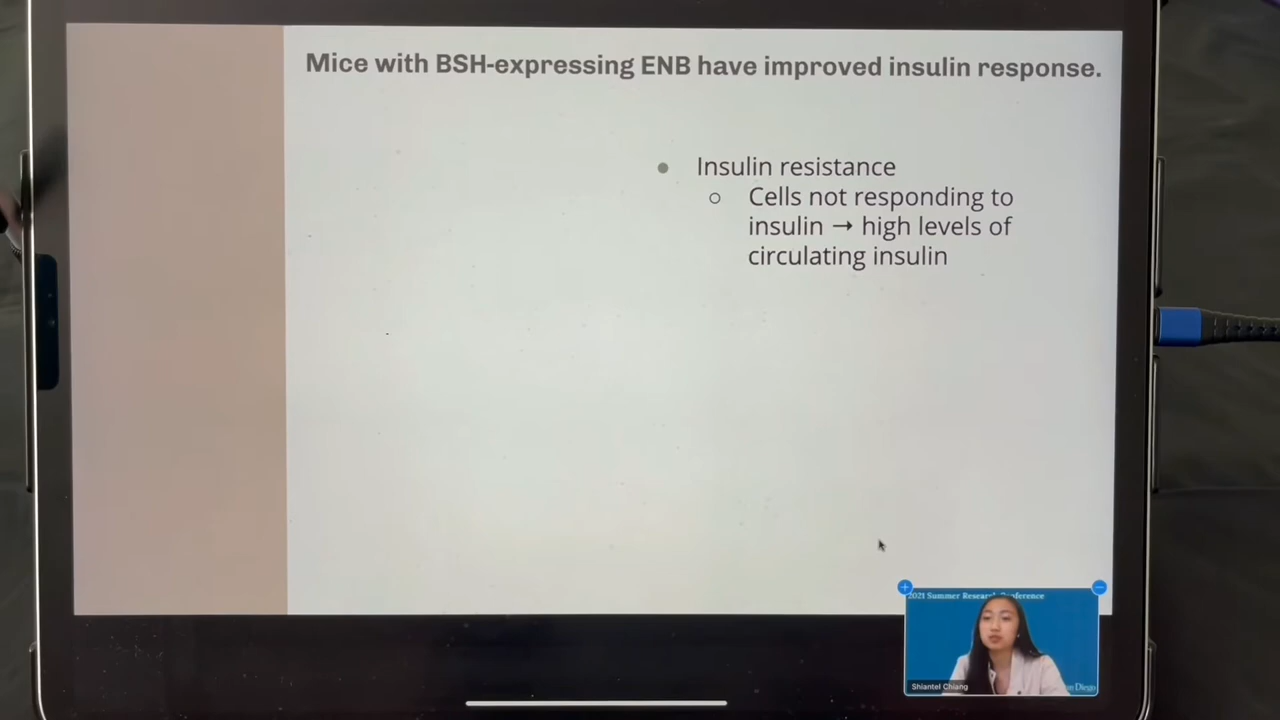 Mice with BSH-expressing ENB have improved insulin response.
● Insulin resistance
○ Cells not responding to
insulin → high levels of
circulating insulin
2021 Summer Research Conference
Shiantel Chiang
Diego